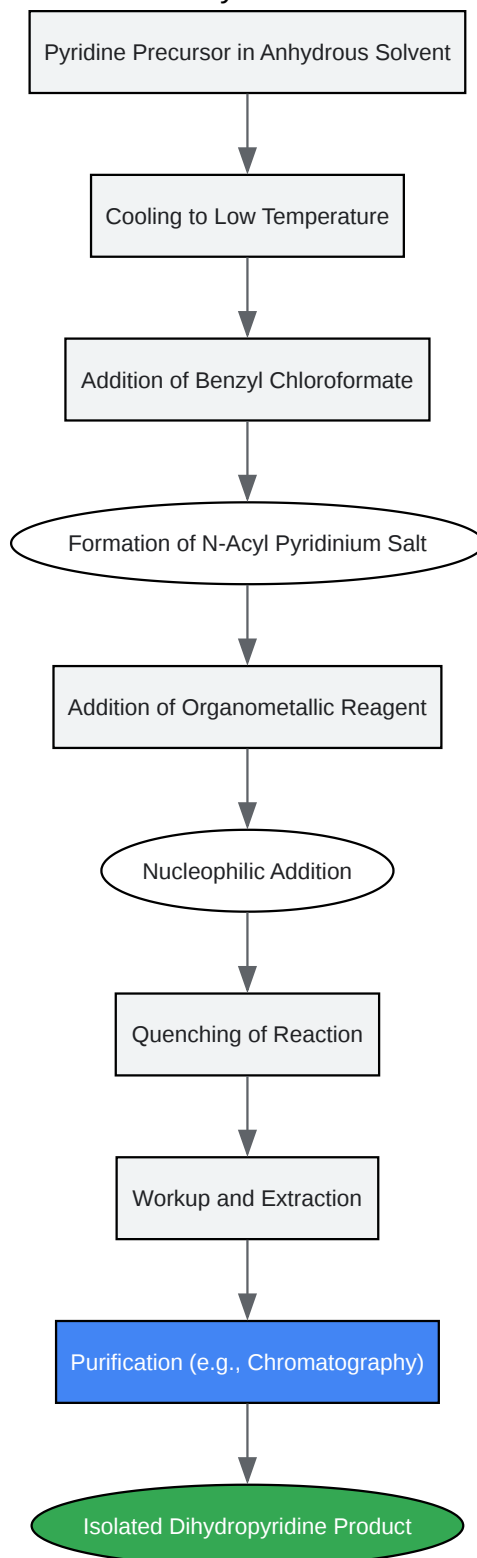 Pyridine Precursor in Anhydrous Solvent
Cooling to Low Temperature
Addition of Benzyl Chloroformate
Formation of N-Acyl Pyridinium Salt
Addition of Organometallic Reagent
Nucleophilic Addition
Quenching of Reaction
Workup and Extraction
Purification (e.g., Chromatography)
Isolated Dihydropyridine Product